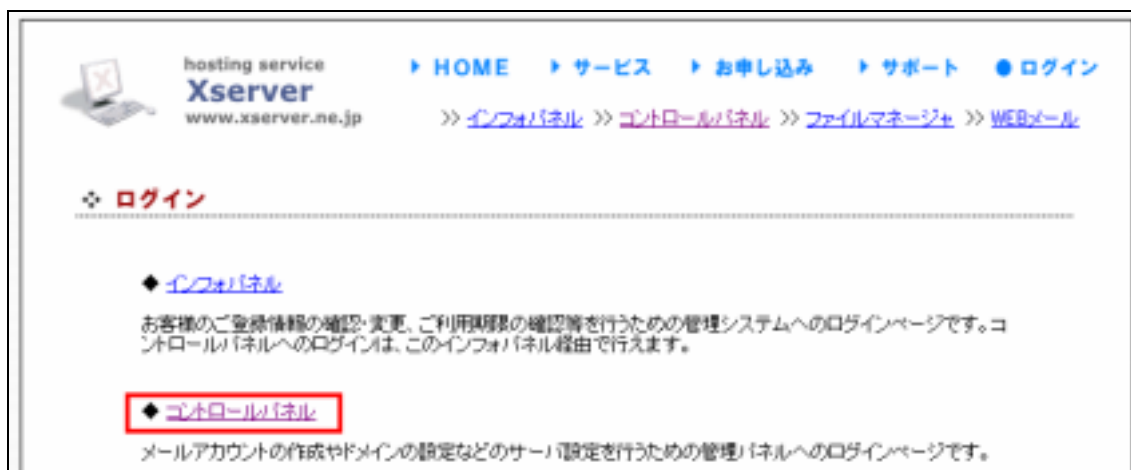 hosting service
Xserver
www.xserver.ne.jp
HOME サービス お申し込み サポート ログイン
>> インフォパネル >> コントロールパネル >> ファイルマネージャ >> WEBメール
ログイン
◆ インフォパネル
お客様のご登録情報の確認・変更、ご利用期限の確認等を行うための管理システムへのログインページです。コ
ントロールパネルへのログインは、このインフォパネル経由で行えます。
◆ コントロールパネル
メールアカウントの作成やドメインの設定などのサーバ設定を行うための管理パネルへのログインページです。